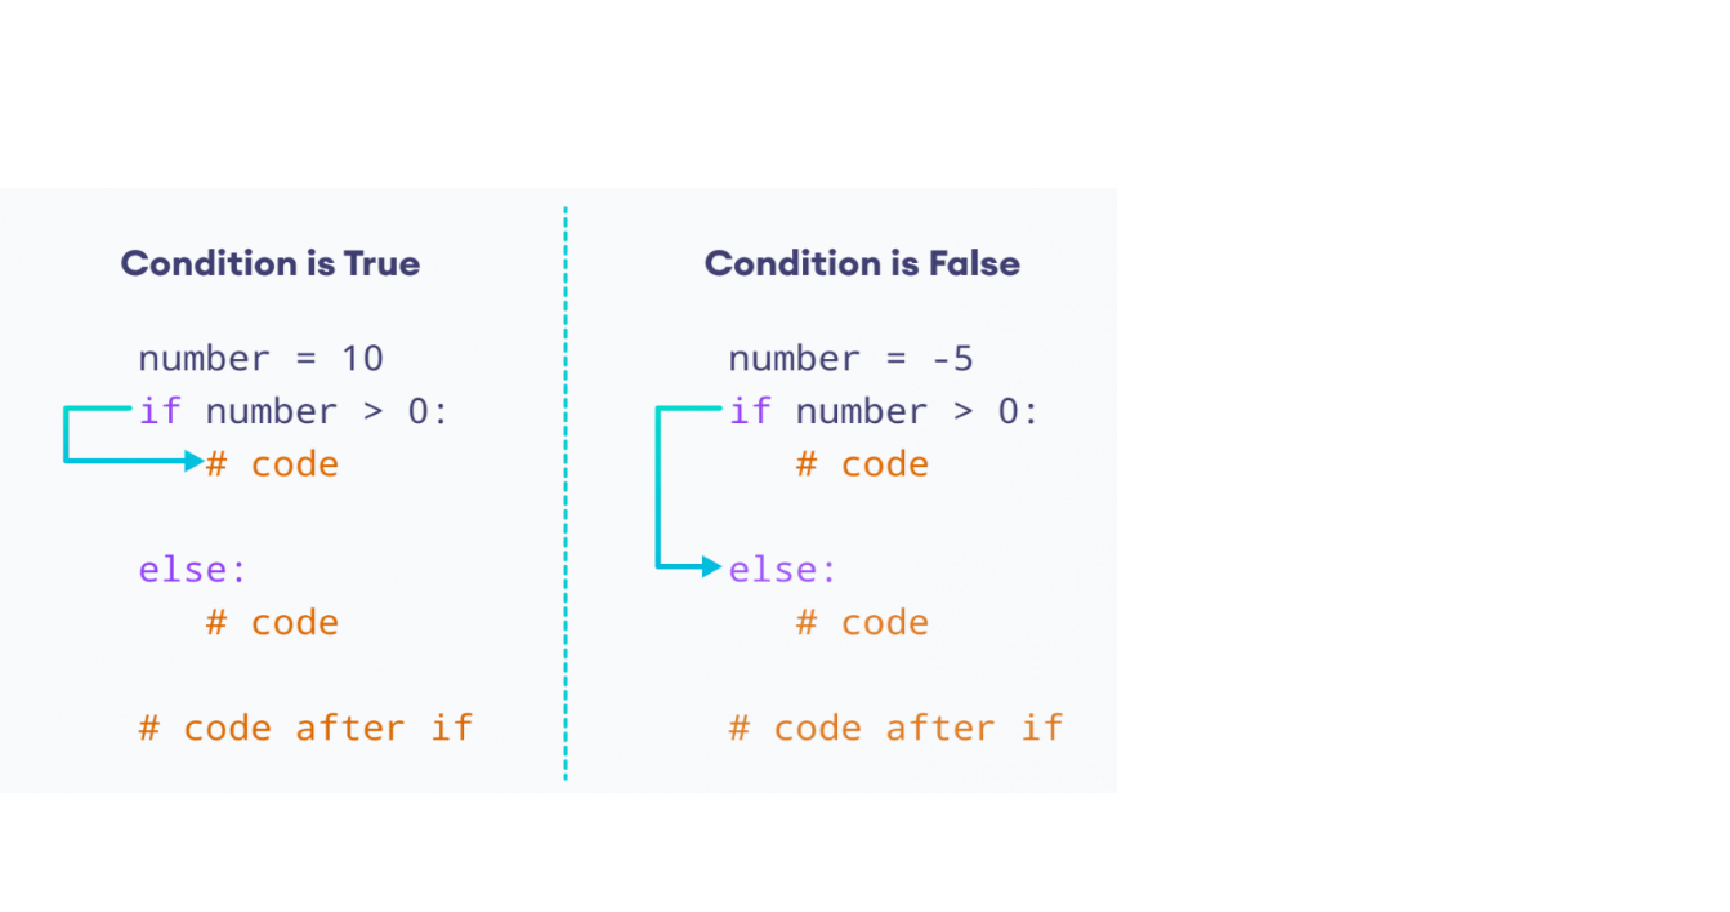 Condition is True
number = 10
if number > 0:
# code
else:
# code
# code after if
Condition is False
number = -5
if number > 0:
# code
else:
# code
# code after if